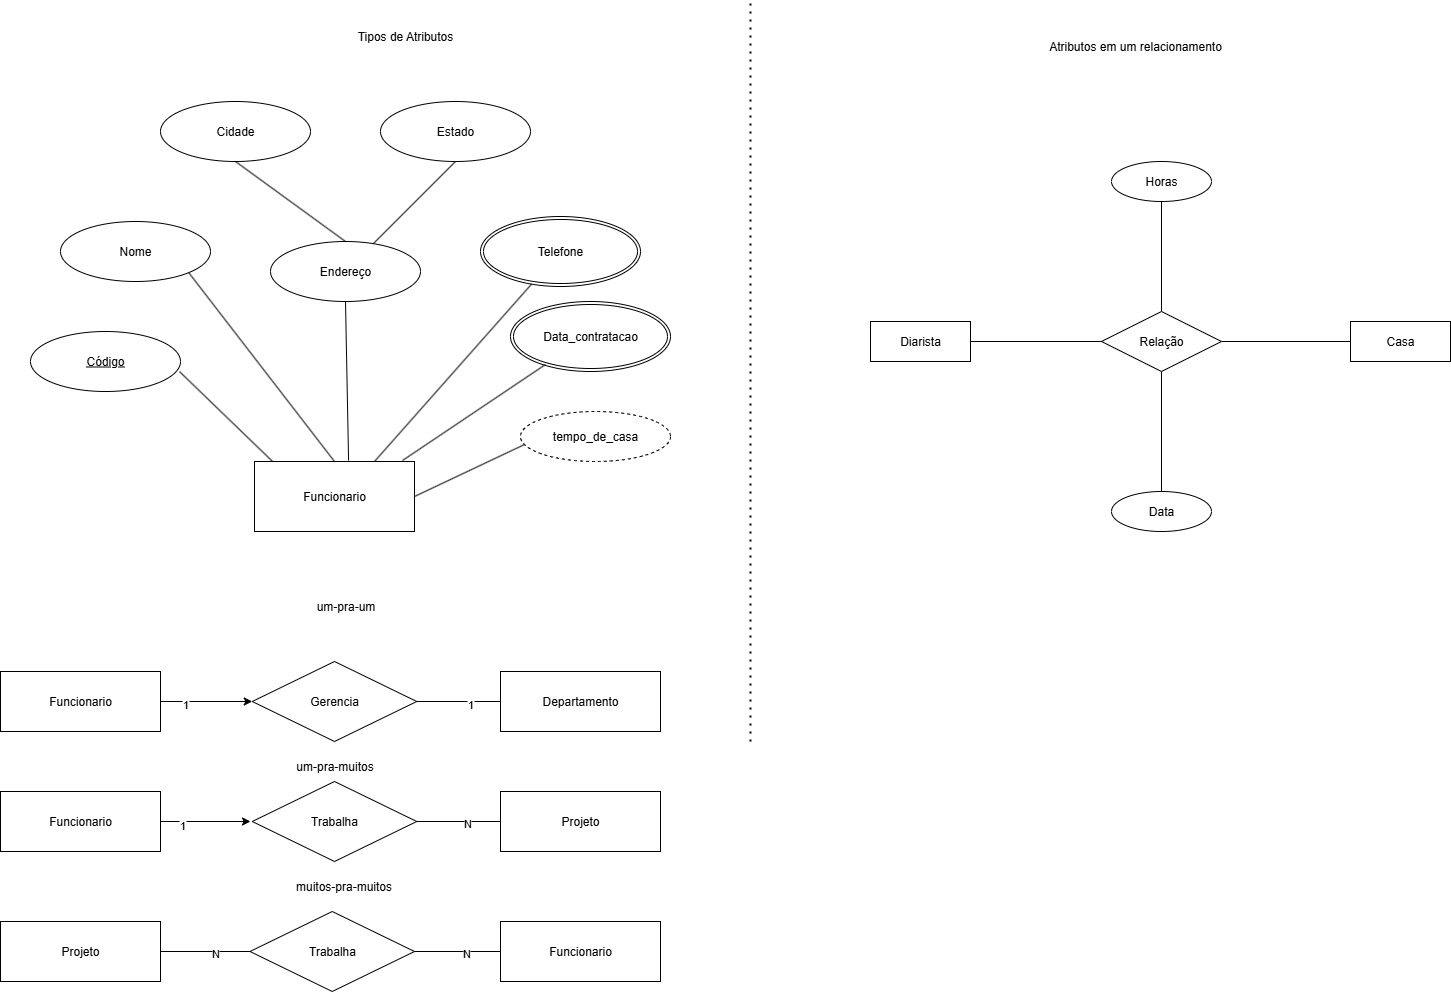 Tipos de Atributos
Cidade
Estado
Nome
Endereço
Telefone
Data_contratacao
Código
tempo_de_casa
Funcionario
um-pra-um
Funcionario
1
Gerencia
1
Departamento
um-pra-muitos
Funcionario
1
Trabalha
N
Projeto
muitos-pra-muitos
Projeto
N
Trabalha
N
Funcionario
Atributos em um relacionamento
Horas
Diarista
Relação
Casa
Data